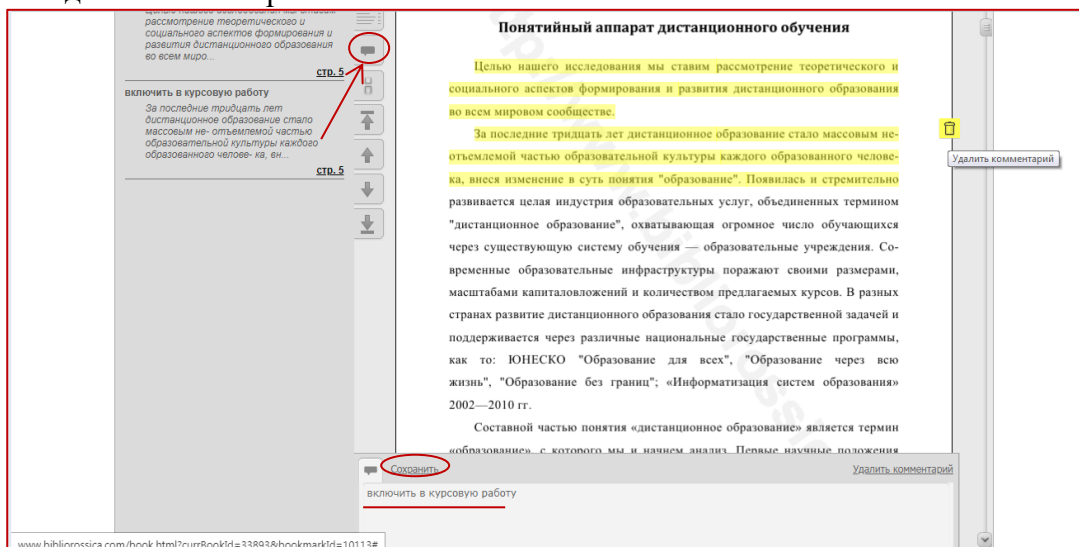 рассмотрение теоретического и
социального аспектов формирования и
развития дистанционного образования
во всем миро...
стр. 5
включить в курсовую работу
За последние тридцать лет
дистанционное образование стало
массовым не- отъемлемой частью
образовательной культуры каждого
образованного челове- ка, вн...
стр. 5
Понятийный аппарат дистанционного обучения
Целью нашего исследования мы ставим рассмотрение теоретического и
социального аспектов формирования и развития дистанционного образования
во всем мировом сообществе.
За последние тридцать лет дистанционное образование стало массовым не-
отъемлемой частью образовательной культуры каждого образованного челове-
ка, внеся изменение в суть понятия "образование". Появилась и стремительно
развивается целая индустрия образовательных услуг, объединенных термином
"дистанционное образование", охватывающая огромное число обучающихся
через существующую систему обучения — образовательные учреждения. Со-
временные образовательные инфраструктуры поражают своими размерами,
масштабами капиталовложений и количеством предлагаемых курсов. В разных
странах развитие дистанционного образования стало государственной задачей и
поддерживается через различные национальные государственные программы,
как то: ЮНЕСКО "Образование для всех", "Образование через всю
жизнь", "Образование без границ"; «Информатизация систем образования»
2002—2010 гг.
Составной частью понятия «дистанционное образование» является термин
«образование», с которого мы и начнем анализ. Первые научные положения
Удалить комментарий
Сохранить
Удалить комментарий
включить в курсовую работу
www.bibliorossica.com/book.html?currBookId=33893&bookmarkId=10113#